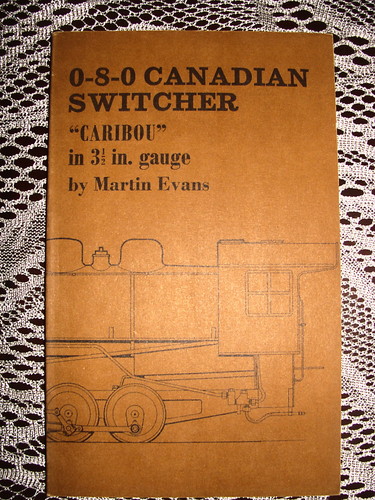 0-8-0 CANADIAN
SWITCHER
“CARIBOU”
in 3½ in. gauge
by Martin Evans